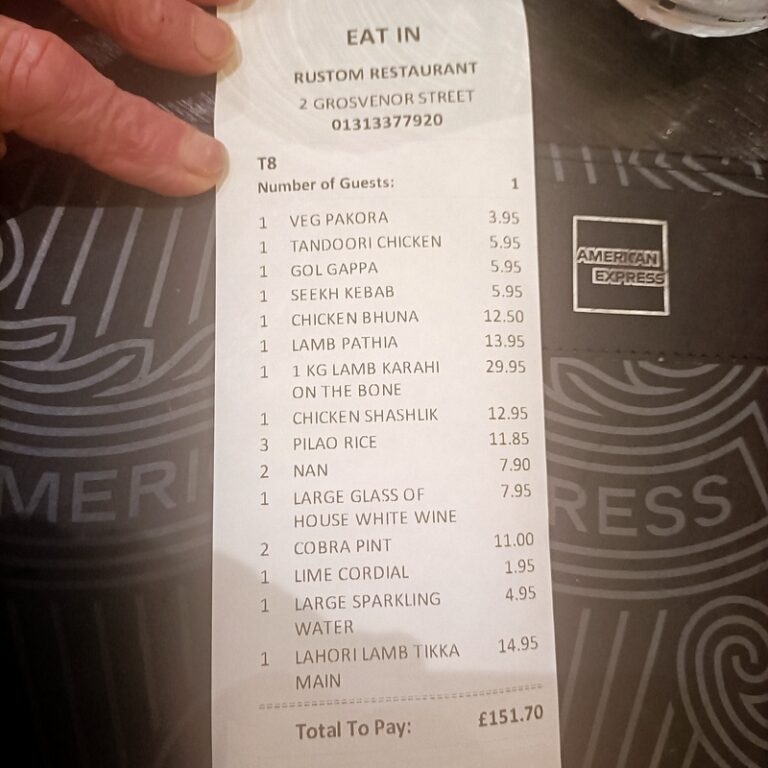 EAT IN
RUSTOM RESTAURANT
2 GROSVENOR STREET
01313377920
T8
Number of Guests: 1
1 VEG PAKORA 3.95
1 TANDOORI CHICKEN 5.95
1 GOL GAPPA 5.95
1 SEEKH KEBAB 5.95
1 CHICKEN BHUNA 12.50
1 LAMB PATHIA 13.95
1 1 KG LAMB KARAHI 29.95
ON THE BONE
1 CHICKEN SHASHLIK 12.95
3 PILAO RICE 11.85
2 NAN 7.90
1 LARGE GLASS OF 7.95
HOUSE WHITE WINE
2 COBRA PINT 11.00
1 LIME CORDIAL 1.95
1 LARGE SPARKLING 4.95
WATER
1 LAHORI LAMB TIKKA 14.95
MAIN
Total To Pay: £151.70
AMERICAN
EXPRESS
MERI RESS